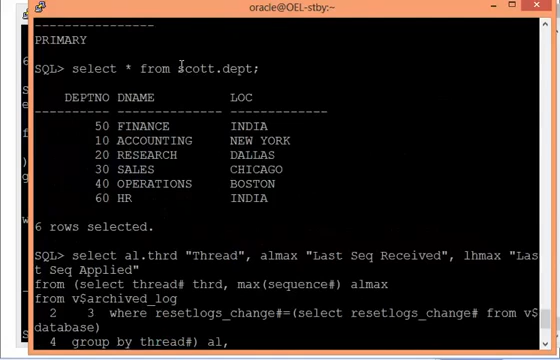 oracle@OEL-stby:~
PRIMARY
SQL> select * from scott.dept;
DEPTNO DNAME LOC
50 FINANCE INDIA
10 ACCOUNTING NEW YORK
20 RESEARCH DALLAS
30 SALES CHICAGO
40 OPERATIONS BOSTON
60 HR INDIA
6 rows selected.
SQL> select al.thrd "Thread", almax "Last Seq Received", lhmax "Las
t Seq Applied"
from (select thread# thrd, max(sequence#) almax
from v$archived_log
2 3 where resetlogs_change#=(select resetlogs_change# from v$
database)
4 group by thread#) al,